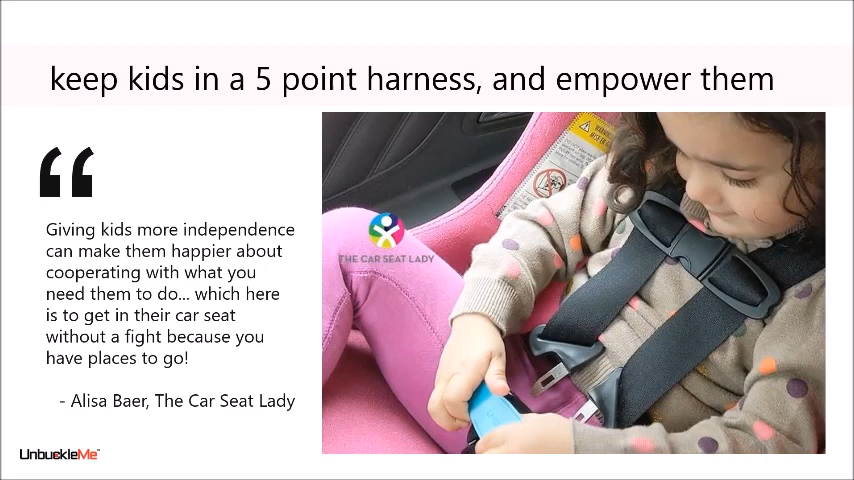 keep kids in a 5 point harness, and empower them
“
Giving kids more independence
can make them happier about
cooperating with what you
need them to do... which here
is to get in their car seat
without a fight because you
have places to go!
- Alisa Baer, The Car Seat Lady
THE CAR SEAT LADY
WARNING
UnbuckleMe™